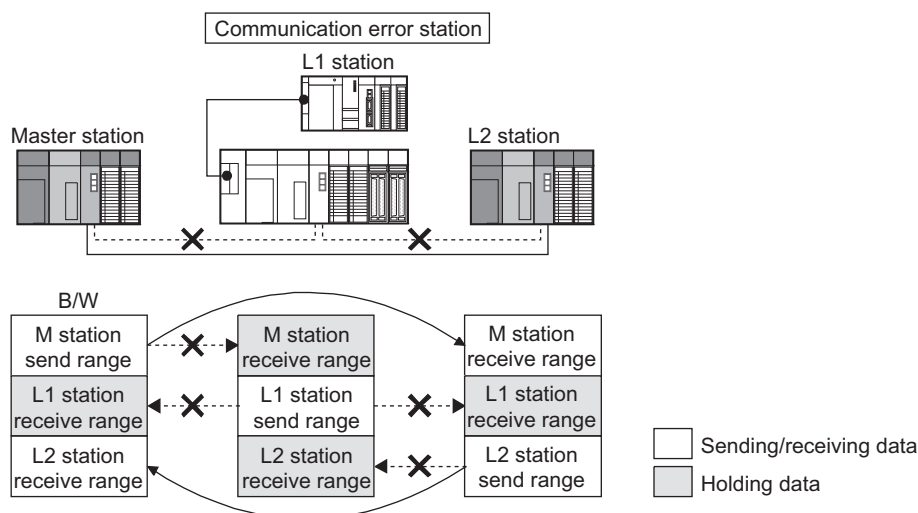 Communication error station
L1 station
Master station
L2 station
B/W
M station
send range
L1 station
receive range
L2 station
receive range
M station
receive range
L1 station
send range
L2 station
receive range
M station
receive range
L1 station
receive range
L2 station
send range
Sending/receiving data
Holding data